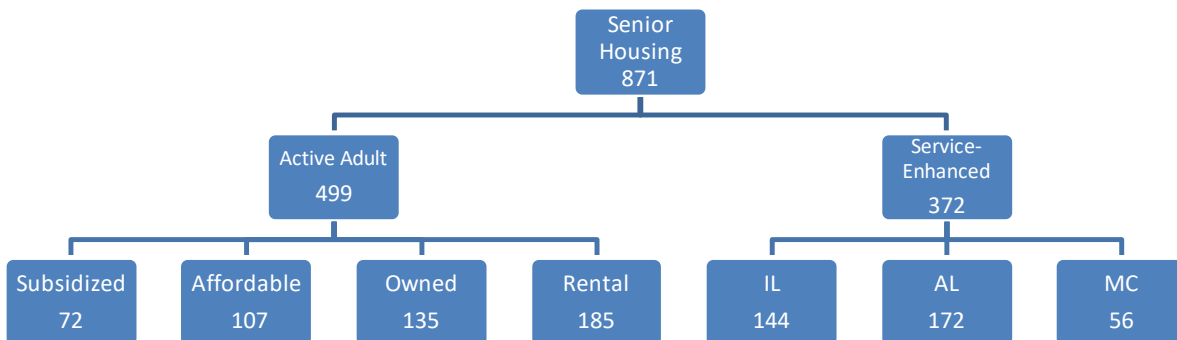 Senior
Housing
871
Active Adult
499
Service-
Enhanced
372
Subsidized
72
Affordable
107
Owned
135
Rental
185
IL
144
AL
172
MC
56